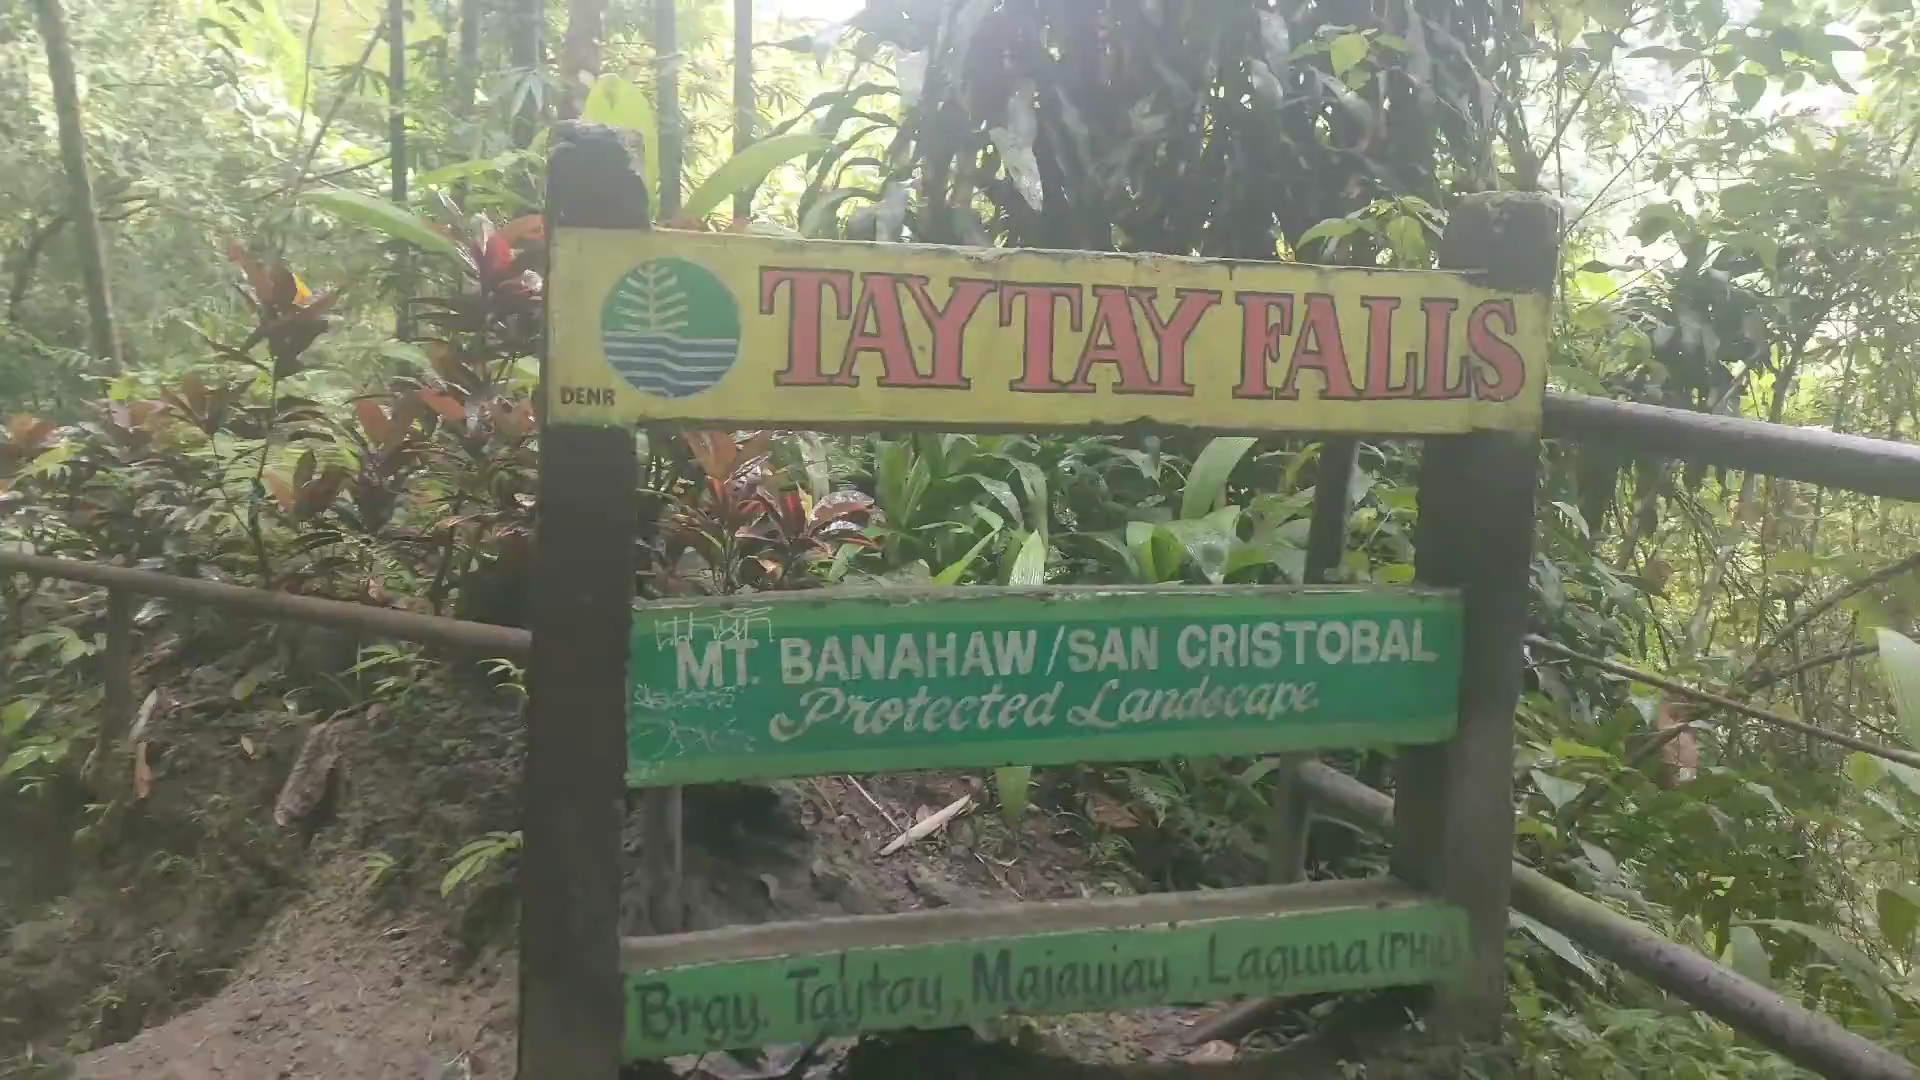 TAYTAY FALLS
DENR
MT. BANAHAW/SAN CRISTOBAL
Protected Landscape
Brgy. Taytay, Majayjay, Laguna (PHIL)